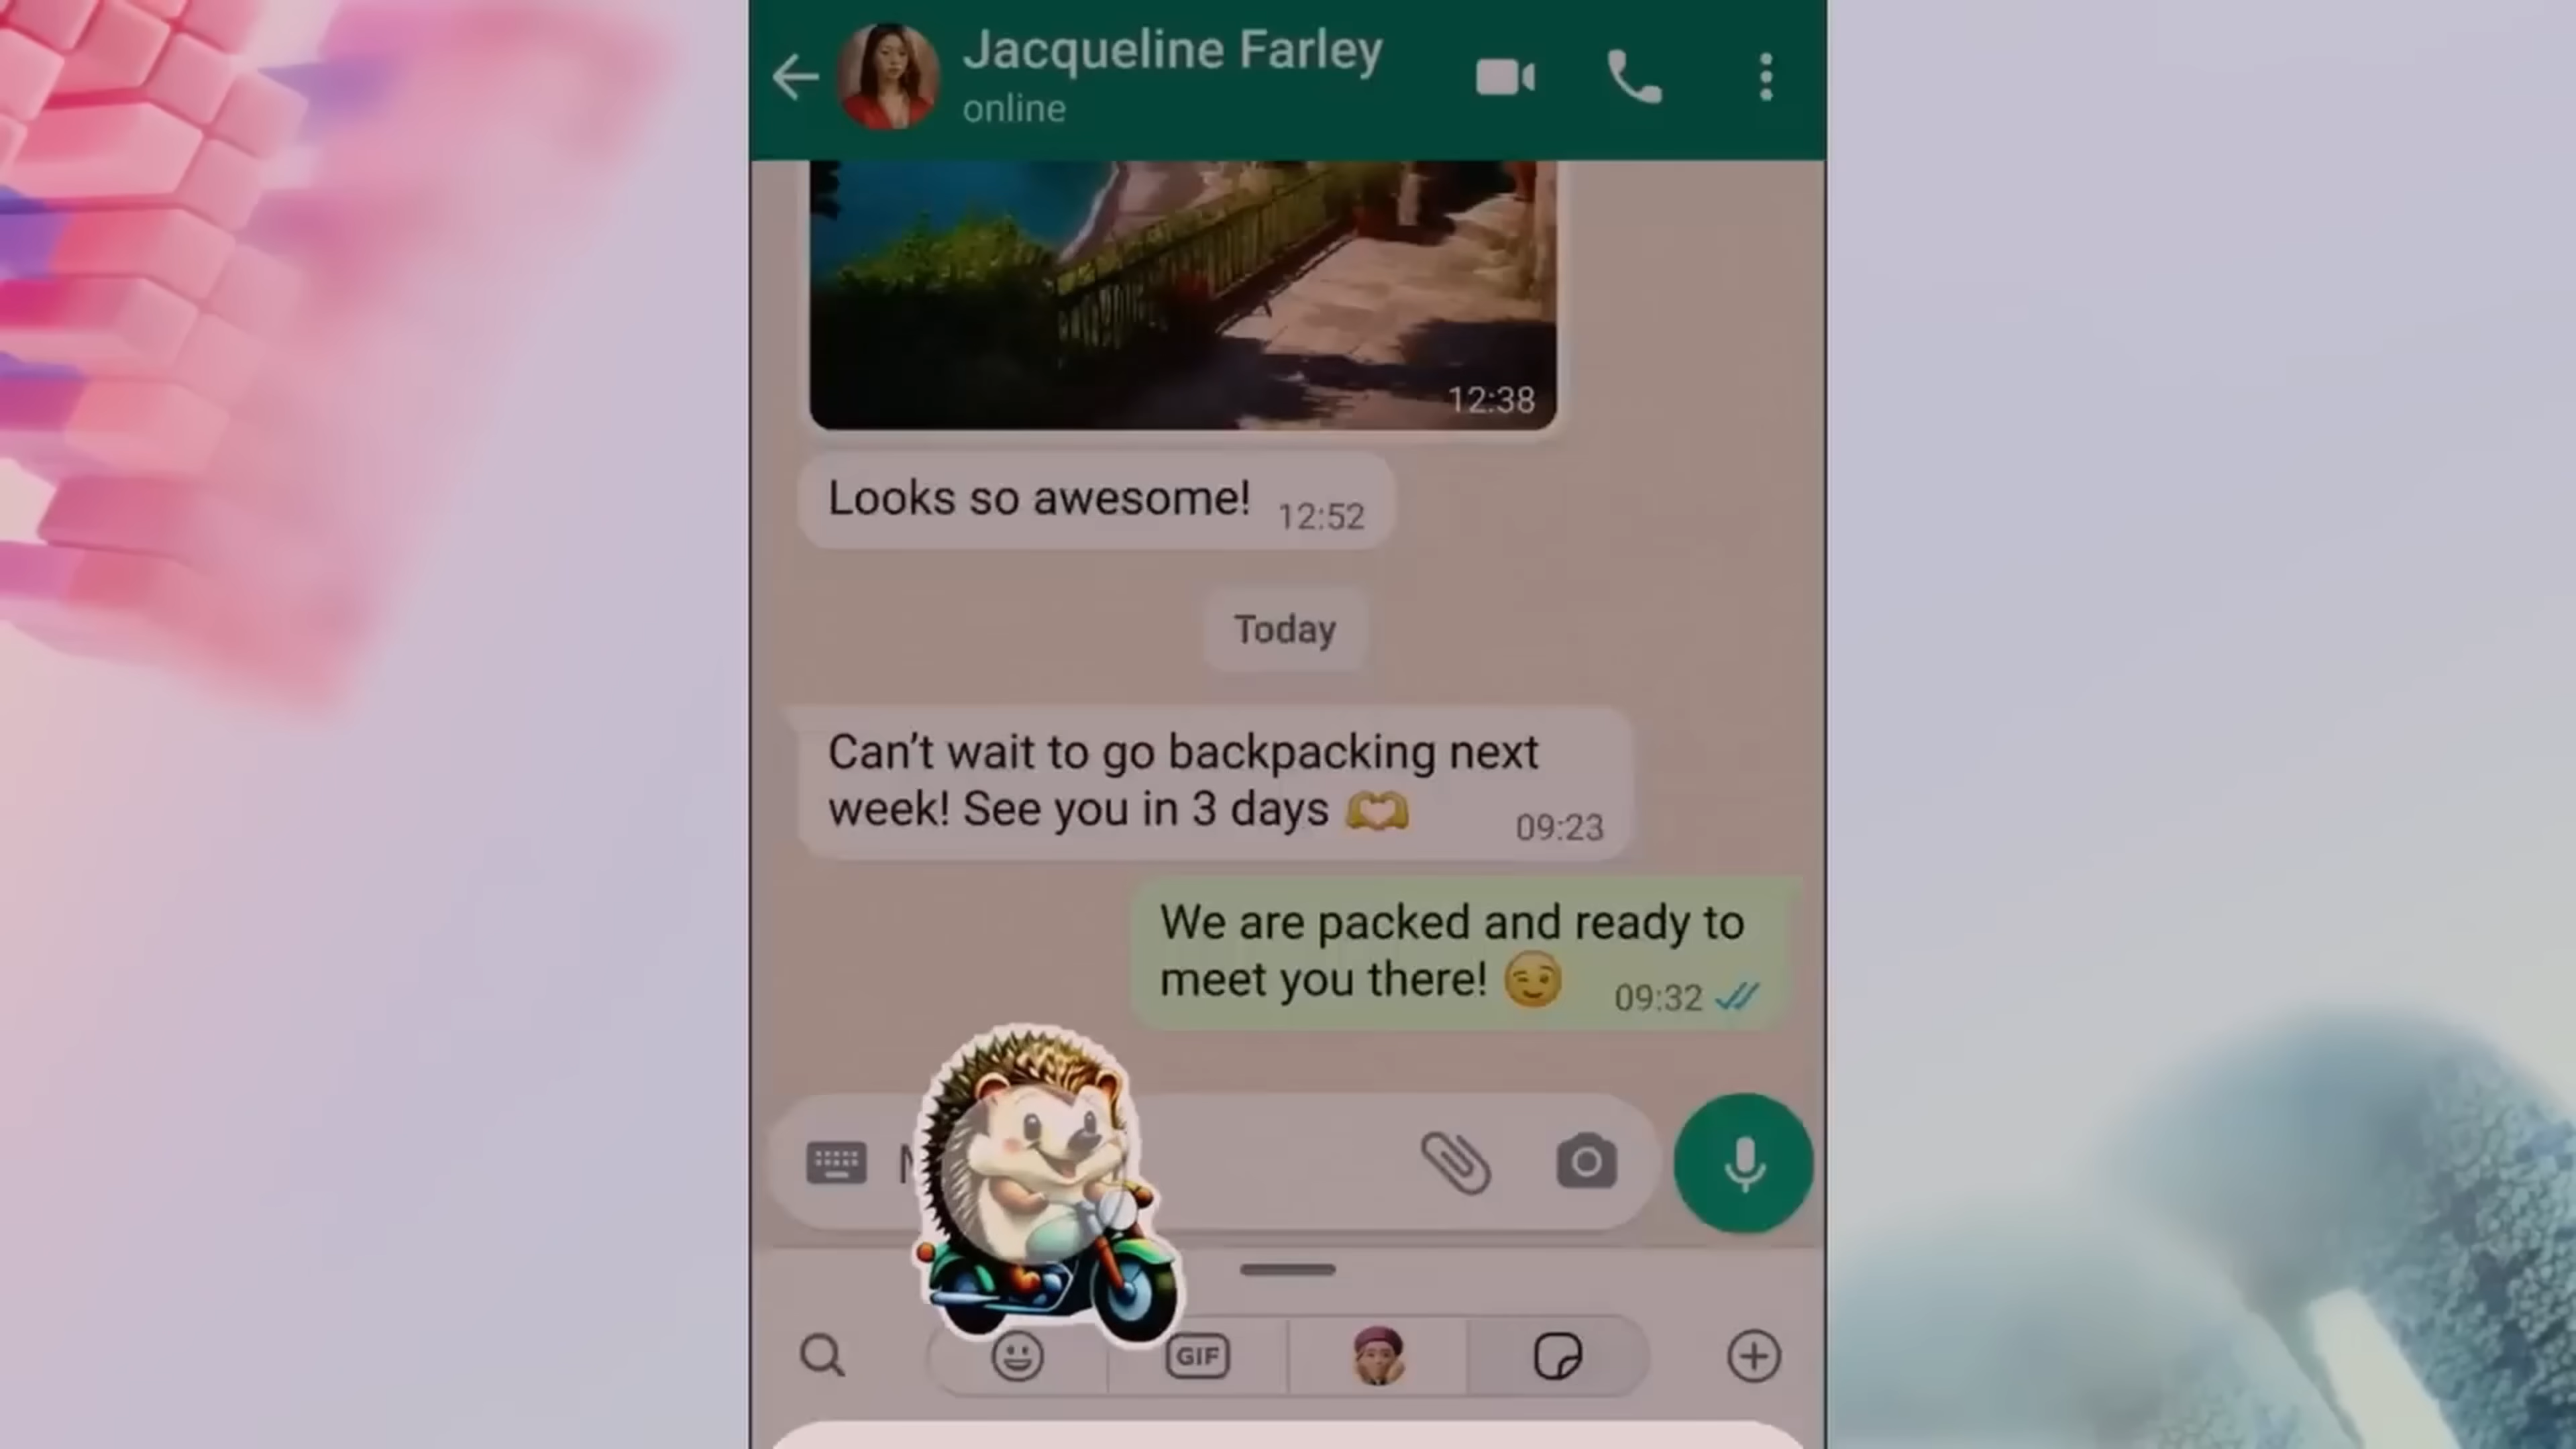 Jacqueline Farley
online
12:38
Looks so awesome! 12:52
Today
Can’t wait to go backpacking next
week! See you in 3 days 🫶 09:23
We are packed and ready to
meet you there! 😉 09:32
GIF